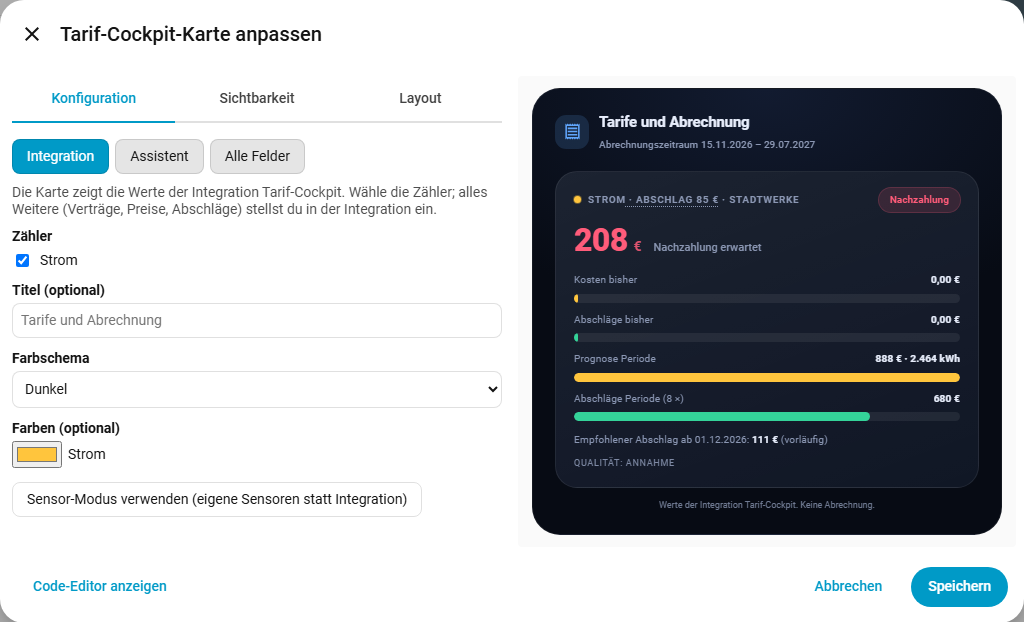 Tarif-Cockpit-Karte anpassen
Konfiguration
Sichtbarkeit
Layout
Integration
Assistent
Alle Felder
Die Karte zeigt die Werte der Integration Tarif-Cockpit. Wähle die Zähler; alles
Weitere (Verträge, Preise, Abschläge) stellst du in der Integration ein.
Zähler
Strom
Titel (optional)
Tarife und Abrechnung
Farbschema
Dunkel
Farben (optional)
Strom
Sensor-Modus verwenden (eigene Sensoren statt Integration)
Tarife und Abrechnung
Abrechnungszeitraum 15.11.2026 – 29.07.2027
STROM · ABSCHLAG 85 € · STADTWERKE
Nachzahlung
208 € Nachzahlung erwartet
Kosten bisher 0,00 €
Abschläge bisher 0,00 €
Prognose Periode 888 € · 2.464 kWh
Abschläge Periode (8 ×) 680 €
Empfohlener Abschlag ab 01.12.2026: 111 € (vorläufig)
QUALITÄT: ANNAHME
Werte der Integration Tarif-Cockpit. Keine Abrechnung.
Code-Editor anzeigen
Abbrechen
Speichern